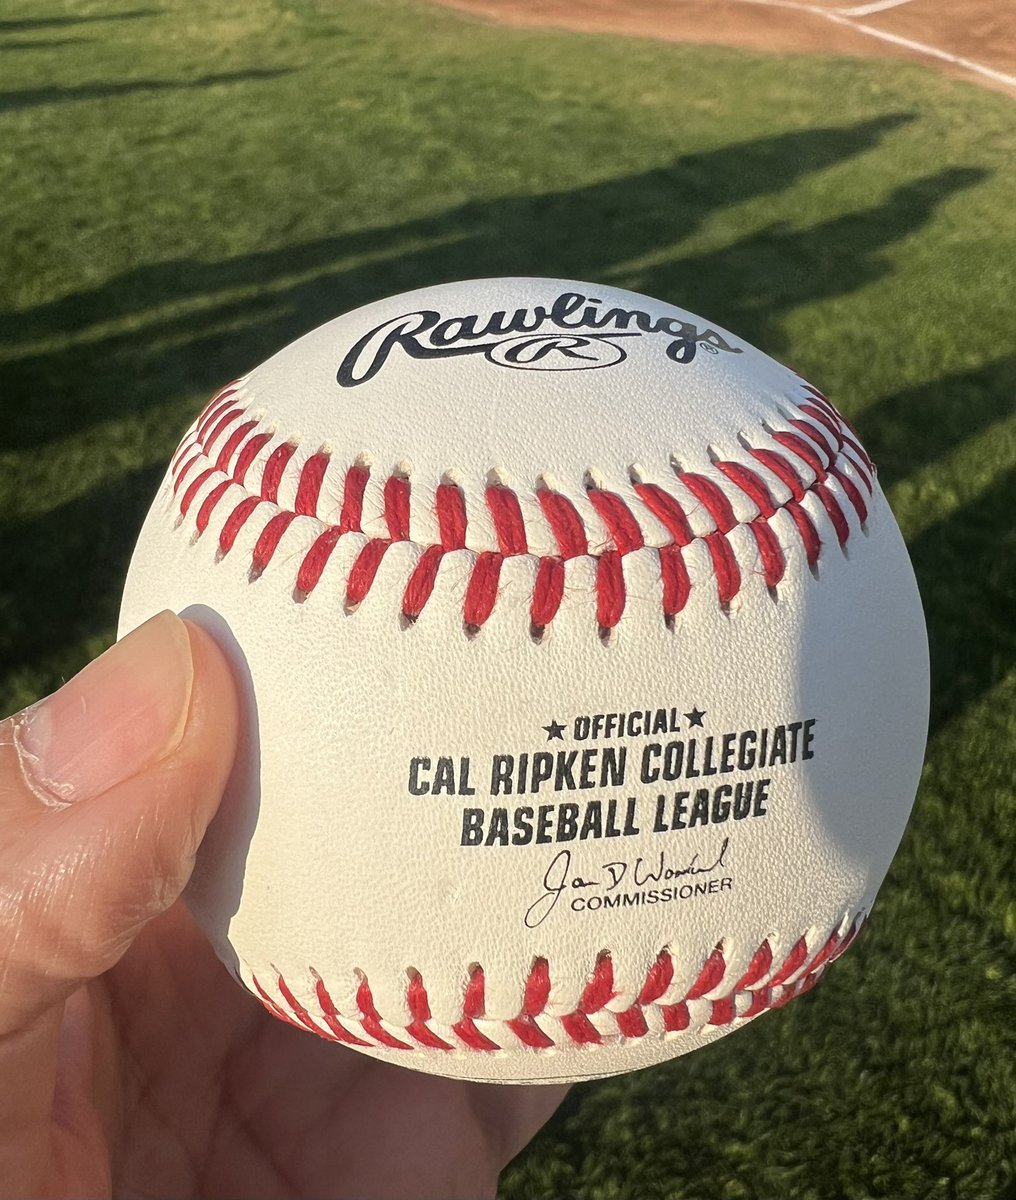 Rawlings®
R
★ OFFICIAL ★
CAL RIPKEN COLLEGIATE
BASEBALL LEAGUE
COMMISSIONER